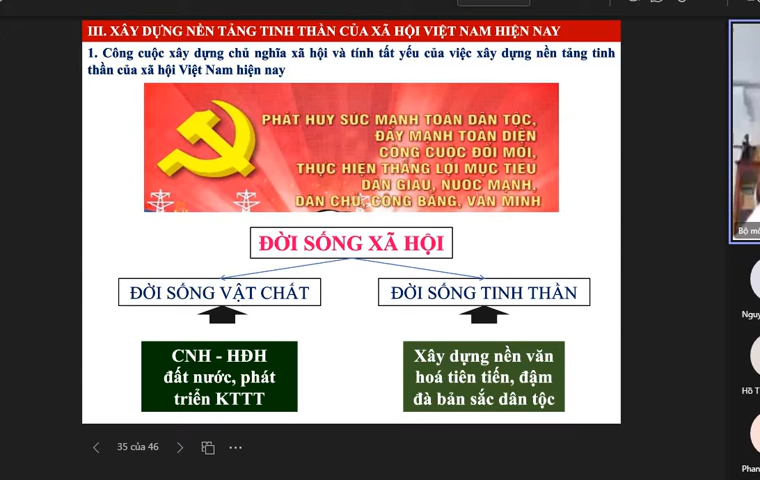 III. XÂY DỰNG NỀN TẢNG TINH THẦN CỦA XÃ HỘI VIỆT NAM HIỆN NAY
1. Công cuộc xây dựng chủ nghĩa xã hội và tính tất yếu của việc xây dựng nền tảng tinh
thần của xã hội Việt Nam hiện nay
PHÁT HUY SỨC MẠNH TOÀN DÂN TỘC,
ĐẨY MẠNH TOÀN DIỆN
CÔNG CUỘC ĐỔI MỚI,
THỰC HIỆN THẮNG LỢI MỤC TIÊU
DÂN GIÀU, NƯỚC MẠNH,
DÂN CHỦ, CÔNG BẰNG, VĂN MINH
ĐỜI SỐNG XÃ HỘI
ĐỜI SỐNG VẬT CHẤT
ĐỜI SỐNG TINH THẦN
CNH - HĐH
đất nước, phát
triển KTTT
Xây dựng nền văn
hoá tiên tiến, đậm
đà bản sắc dân tộc
35 của 46
Bộ mô
Nguy
Hồ T
Phan